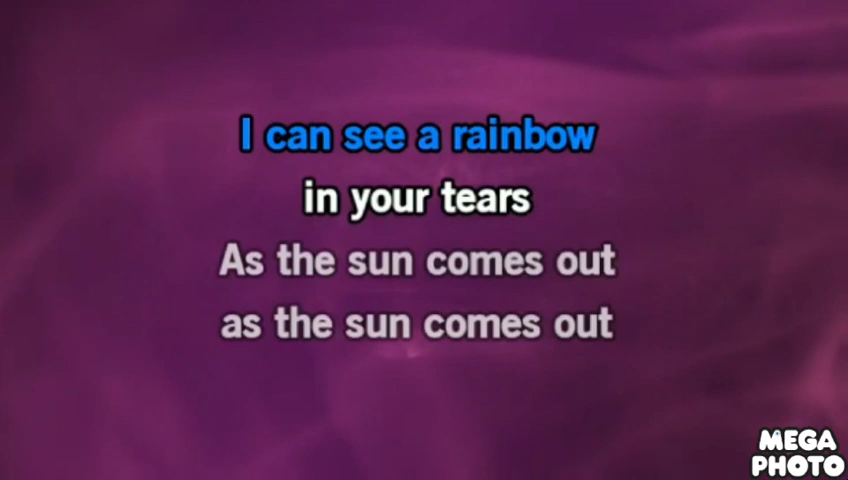 I can see a rainbow
in your tears
As the sun comes out
as the sun comes out
MEGA
PHOTO